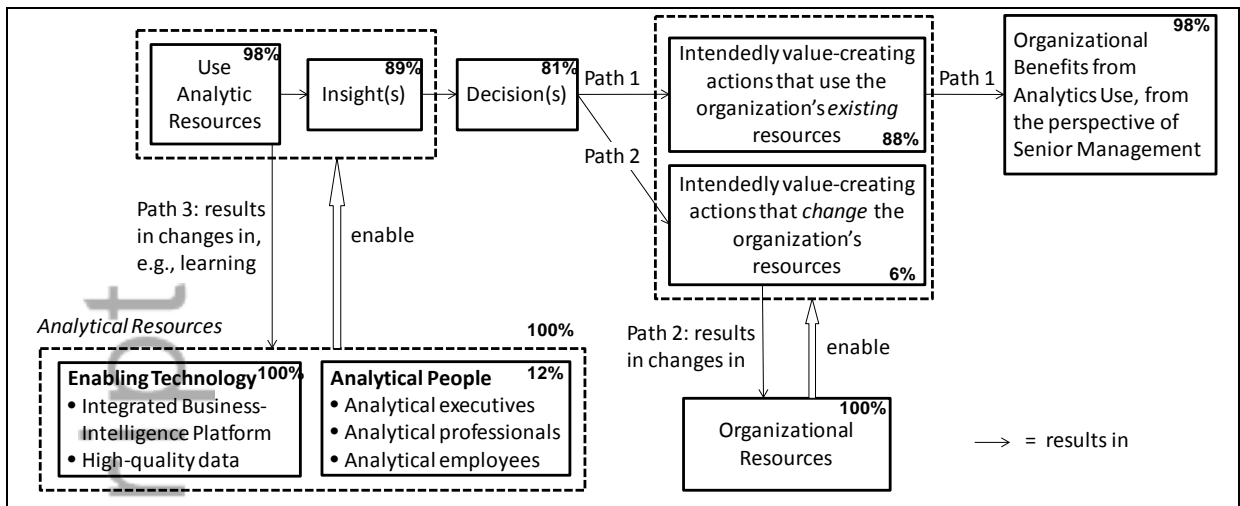 98%
Use
Analytic
Resources
89%
Insight(s)
81%
Decision(s)
Path 1
Path 2
Intendedly value-creating
actions that use the
organization's existing
resources
88%
Intendedly value-creating
actions that change the
organization's
resources
6%
Path 1
98%
Organizational
Benefits from
Analytics Use, from
the perspective of
Senior Management
Path 3: results
in changes in,
e.g., learning
enable
Analytical Resources
100%
Enabling Technology 100%
• Integrated Business-
Intelligence Platform
• High-quality data
Analytical People 12%
• Analytical executives
• Analytical professionals
• Analytical employees
Path 2: results
in changes in
enable
100%
Organizational
Resources
= results in
ript